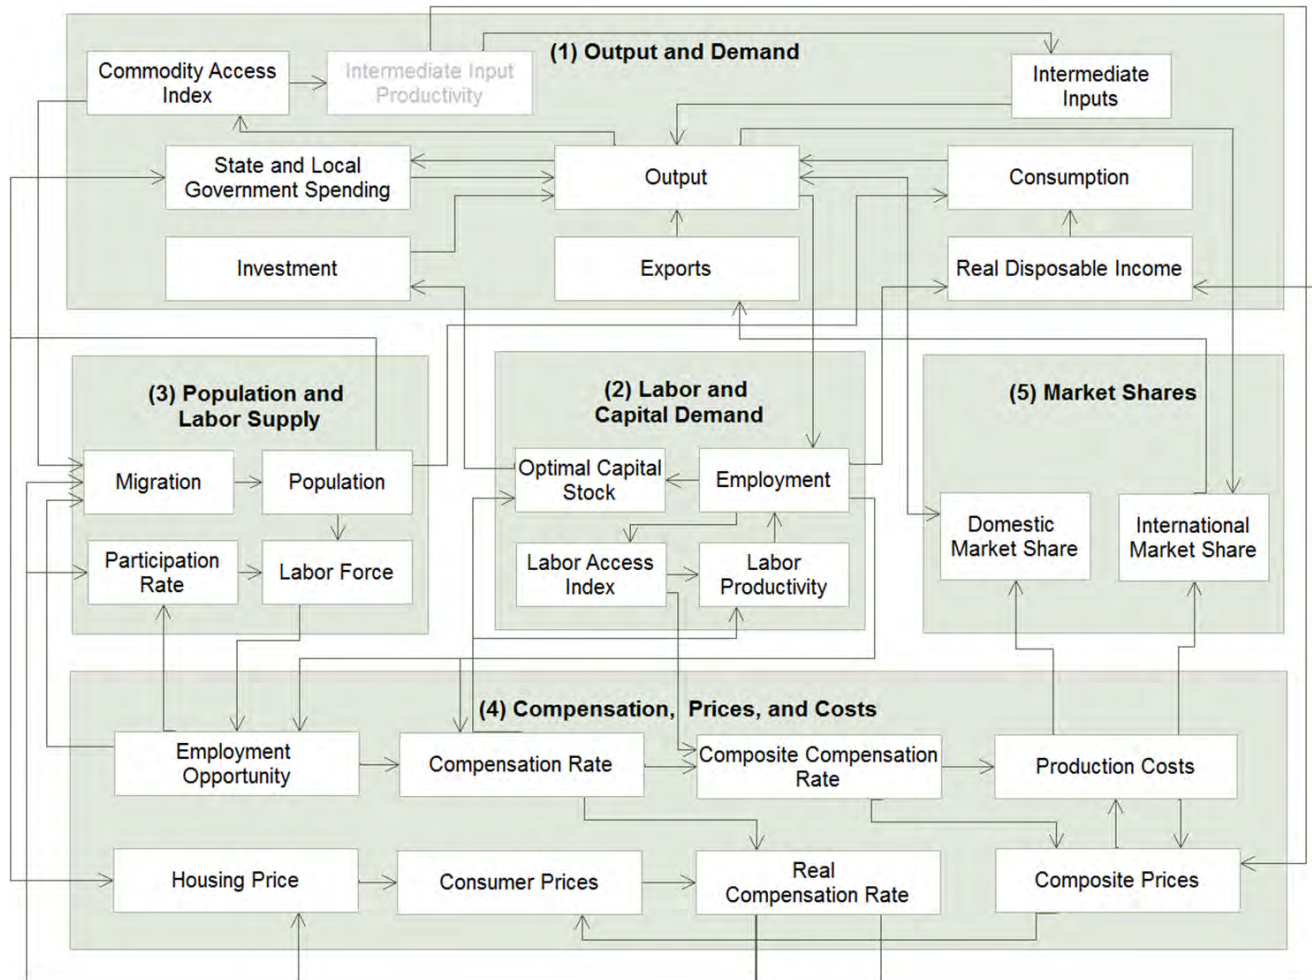 (1) Output and Demand
Commodity Access
Index
Intermediate Input
Productivity
Intermediate
Inputs
State and Local
Government Spending
Output
Consumption
Investment
Exports
Real Disposable Income
(3) Population and
Labor Supply
Migration
Population
Participation
Rate
Labor Force
(2) Labor and
Capital Demand
Optimal Capital
Stock
Employment
Labor Access
Index
Labor
Productivity
(5) Market Shares
Domestic
Market Share
International
Market Share
(4) Compensation, Prices, and Costs
Employment
Opportunity
Compensation Rate
Composite Compensation
Rate
Production Costs
Housing Price
Consumer Prices
Real
Compensation Rate
Composite Prices